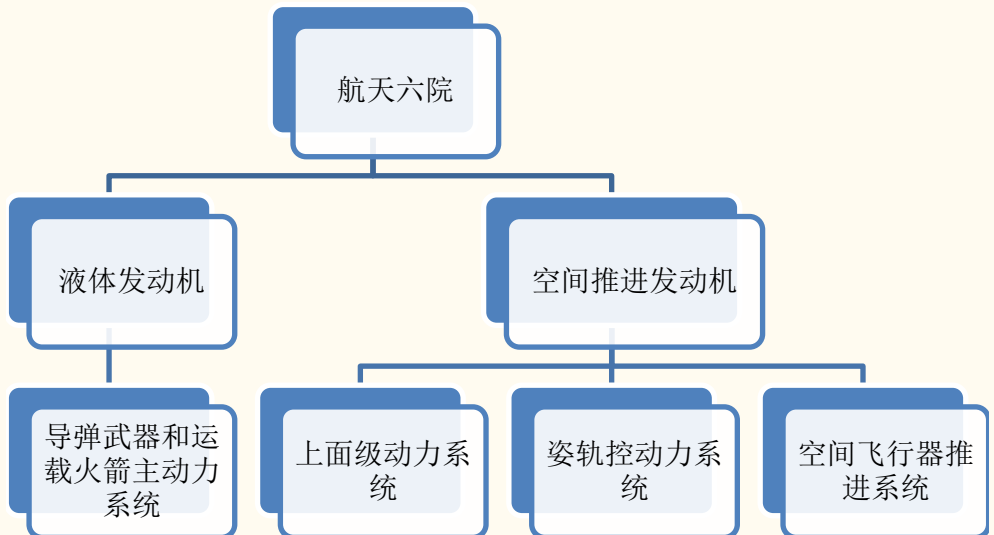 航天六院
液体发动机
空间推进发动机
导弹武器和运
载火箭主动力
系统
上面级动力系
统
姿轨控动力系
统
空间飞行器推
进系统